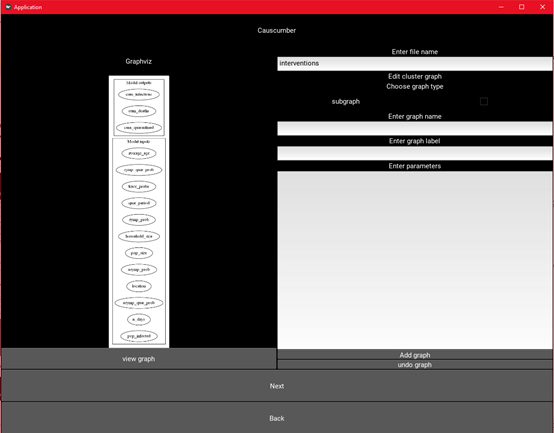 Application
Causcumber
Graphviz
Model outputs
cum_infections
cum_deaths
cum_quarantined
Model inputs
average_age
symp_quar_prob
trace_probs
quar_period
symp_prob
household_size
pop_size
asymp_prob
location
asymp_quar_prob
n_days
pop_infected
view graph
Enter file name
interventions
Edit cluster graph
Choose graph type
subgraph
Enter graph name
Enter graph label
Enter parameters
Add graph
undo graph
Next
Back